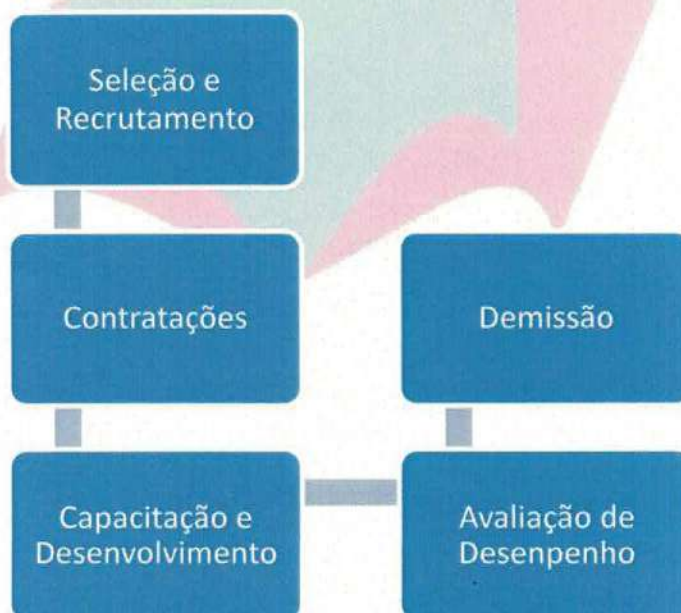 Seleção e
Recrutamento
Contratações
Capacitação e
Desenvolvimento
Avaliação de
Desenpenho
Demissão